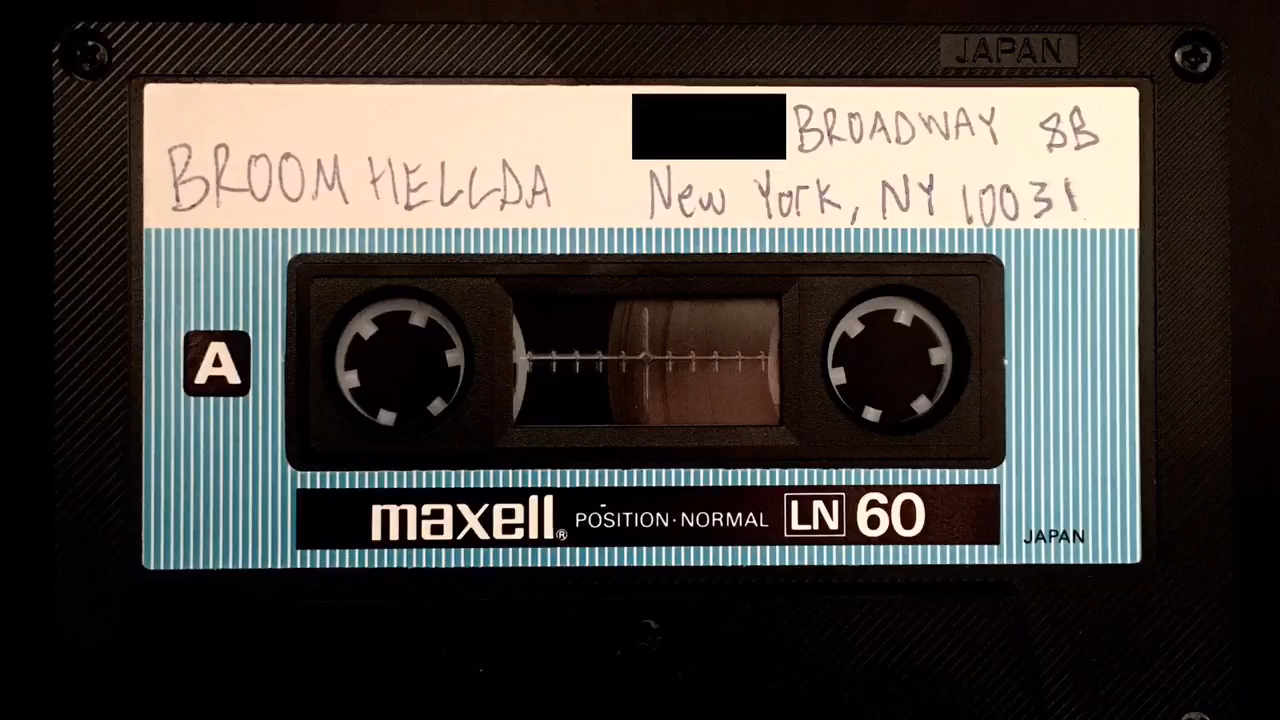 JAPAN
BROADWAY 8B
BROOM HELLDA
New York, NY 10031
A
maxell® POSITION·NORMAL LN 60
JAPAN